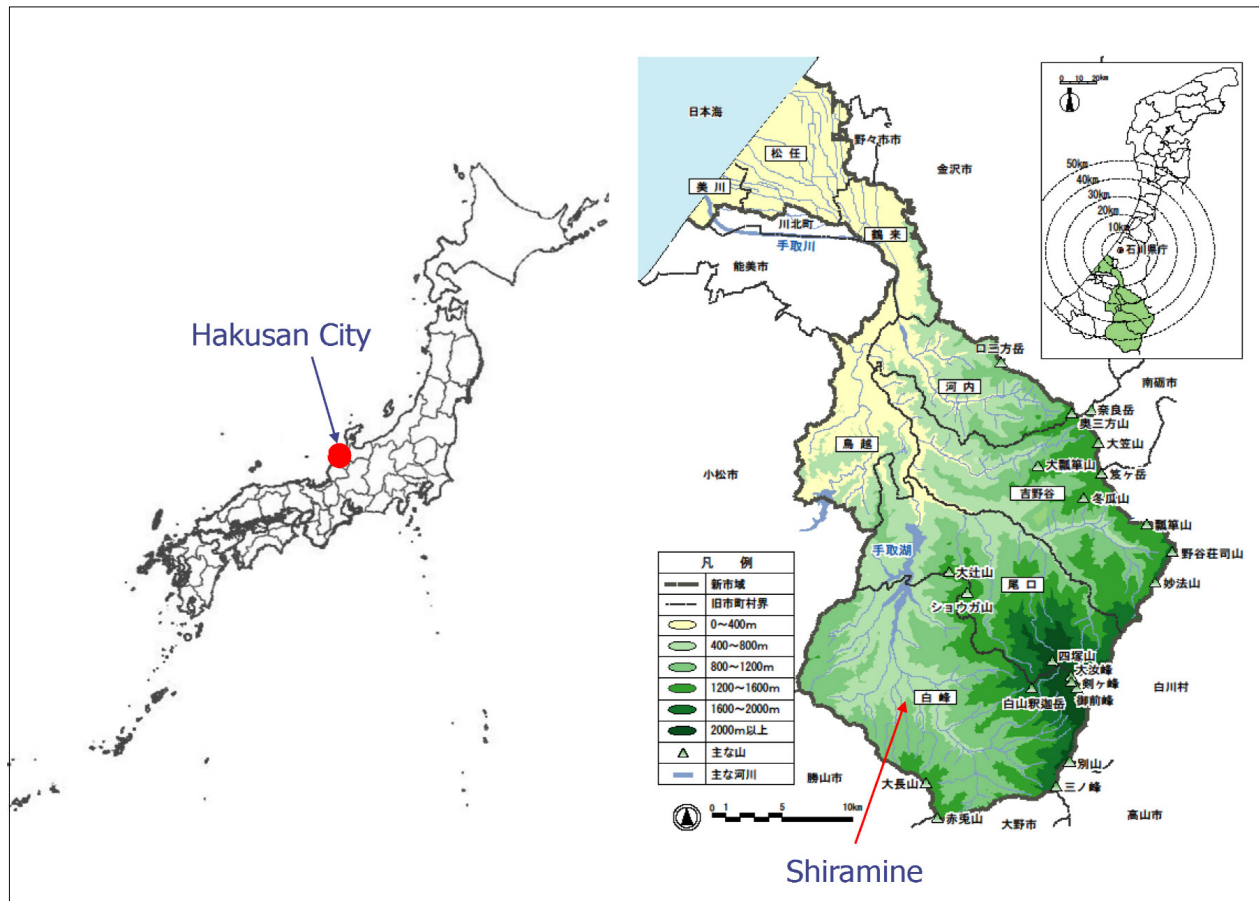 Hakusan City
日本海
松任
野々市市
金沢市
美川
川北町
手取川
鶴来
能美市
口三方岳
河内
南砺市
奈良岳
奥三方山
大笠山
鳥越
大瓢箪山
笈ヶ岳
小松市
吉野谷
冬瓜山
瓢箪山
手取湖
野谷荘司山
大辻山
尾口
妙法山
ショウガ山
四塚山
大汝峰
剣ヶ峰
白川村
白峰
白山釈迦岳
御前峰
別山
勝山市
大長山
三ノ峰
赤兎山
大野市
高山市
凡 例
新市域
旧市町村界
0～400m
400～800m
800～1200m
1200～1600m
1600～2000m
2000m以上
主な山
主な河川
0 1 5 10km
0 10 20km
50km
40km
30km
20km
10km
石川県庁
Shiramine